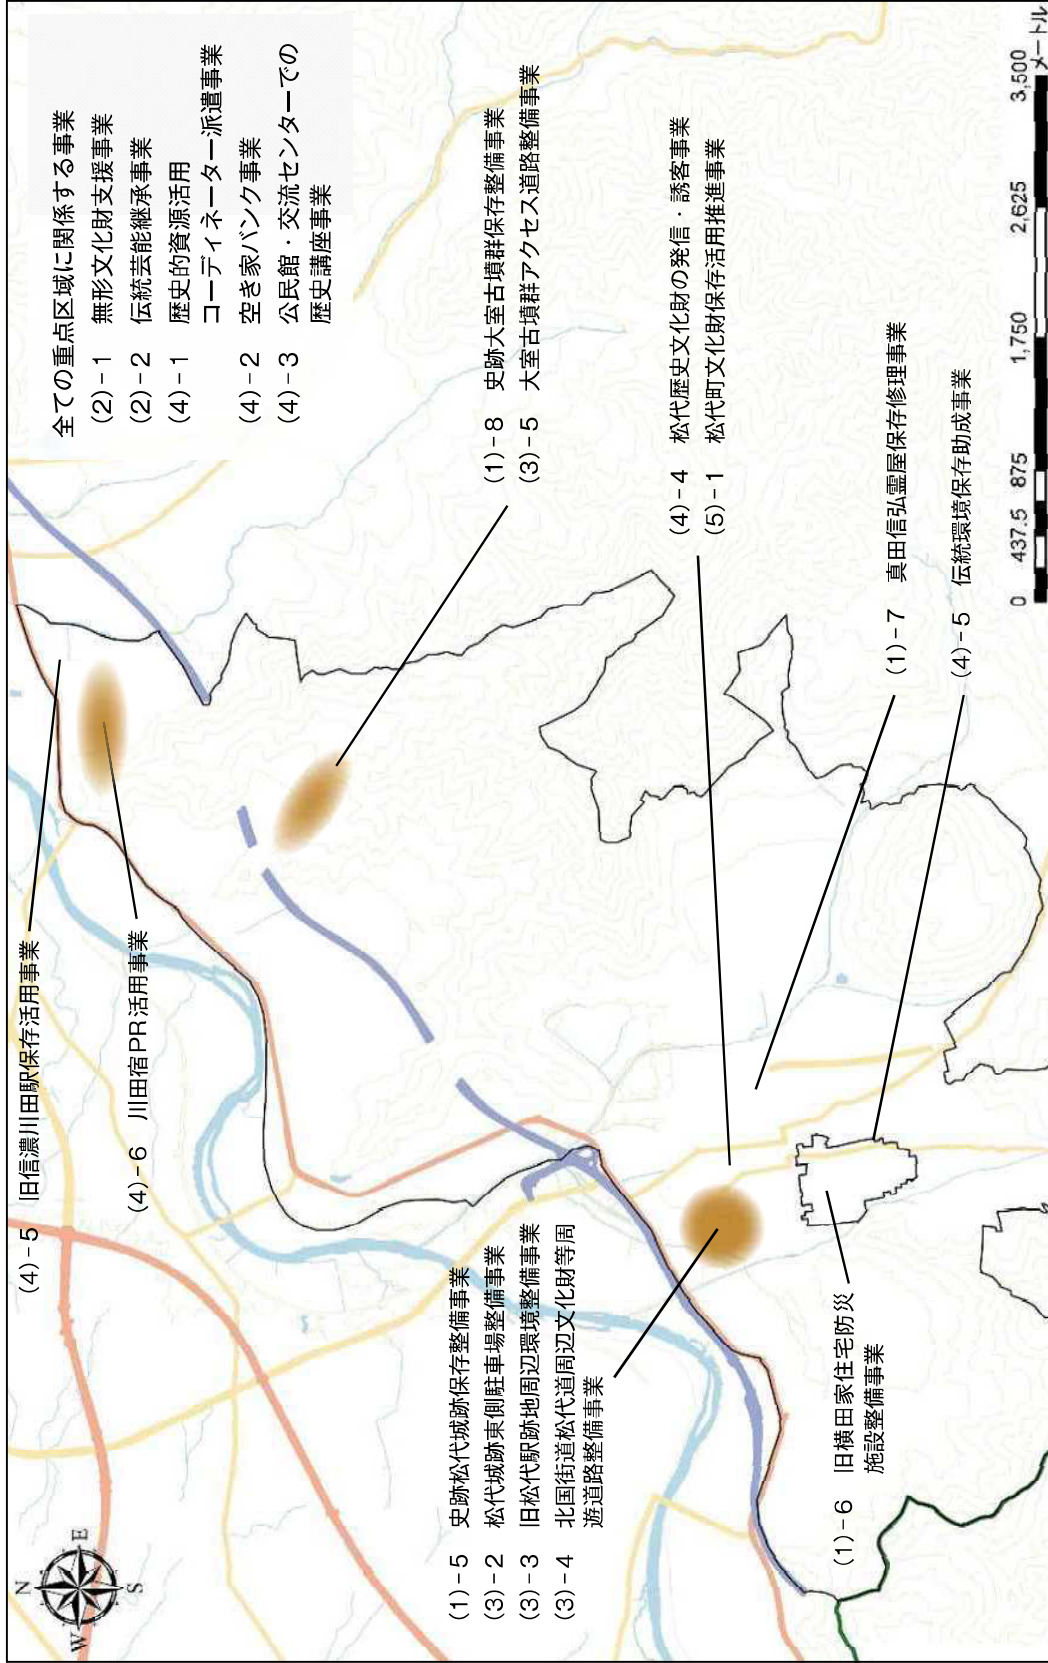 N
W
E
S
(4)-5 旧信濃川田駅保存活用事業
(4)-6 川田宿PR活用事業
全ての重点区域に関係する事業
(2)-1 無形文化財支援事業
(2)-2 伝統芸能継承事業
(4)-1 歴史的資源活用
コーディネーター派遣事業
(4)-2 空き家バンク事業
(4)-3 公民館・交流センターでの
歴史講座事業
(1)-8 史跡大室古墳群保存整備事業
(3)-5 大室古墳群アクセス道路整備事業
(1)-5 史跡松代城跡保存整備事業
(3)-2 松代城跡東側駐車場整備事業
(3)-3 旧松代駅跡地周辺環境整備事業
(3)-4 北国街道松代道周辺文化財等周
遊道路整備事業
(4)-4 松代歴史文化財の発信・誘客事業
(5)-1 松代町文化財保存活用推進事業
(1)-6 旧横田家住宅防災
施設整備事業
(1)-7 真田信弘霊屋保存修理事業
(4)-5 伝統環境保存助成事業
0 437.5 875 1,750 2,625 3,500
メートル